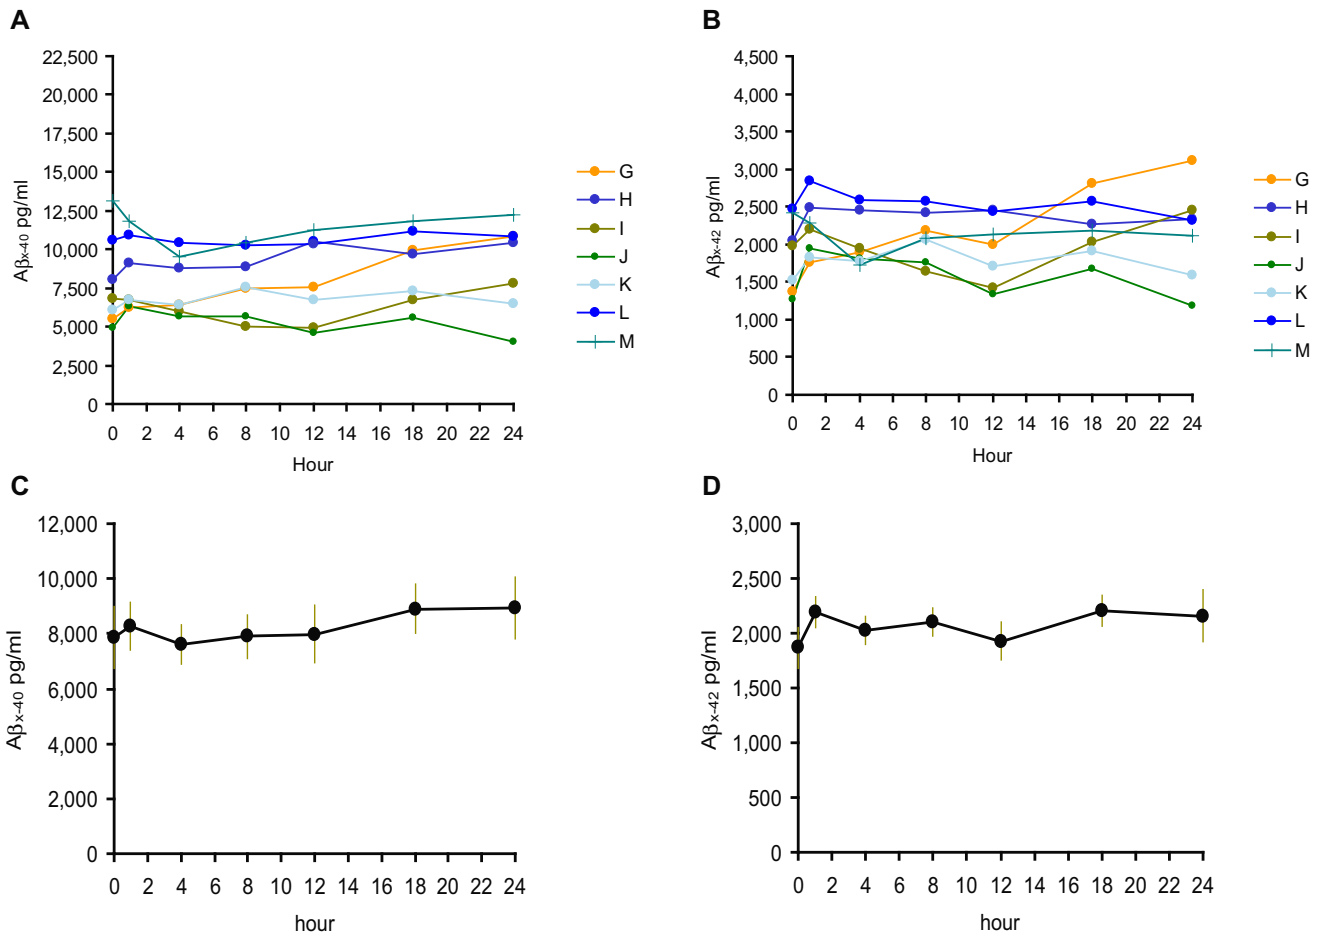 A
22,500
20,000
17,500
15,000
12,500
10,000
7,500
5,000
2,500
0
Aβx-40 pg/ml
0 2 4 6 8 10 12 14 16 18 20 22 24
Hour
G
H
I
J
K
L
M
B
4,500
4,000
3,500
3,000
2,500
2,000
1,500
1,000
500
0
Aβx-42 pg/ml
0 2 4 6 8 10 12 14 16 18 20 22 24
Hour
G
H
I
J
K
L
M
C
12,000
10,000
8,000
6,000
4,000
2,000
0
Aβx-40 pg/ml
0 2 4 6 8 10 12 14 16 18 20 22 24
hour
D
3,000
2,500
2,000
1,500
1,000
500
0
Aβx-42 pg/ml
0 2 4 6 8 10 12 14 16 18 20 22 24
hour